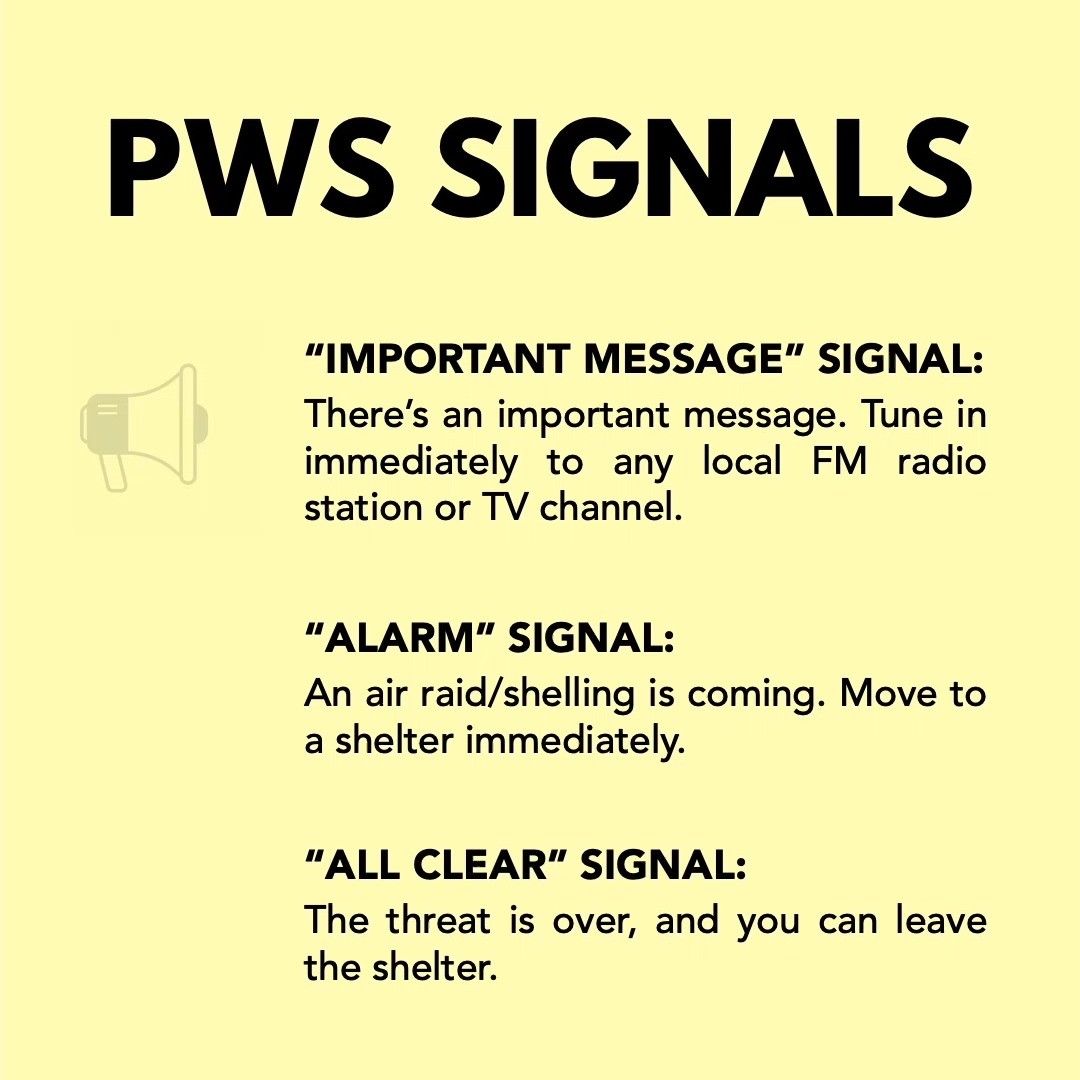 PWS SIGNALS
“IMPORTANT MESSAGE” SIGNAL:
There’s an important message. Tune in
immediately to any local FM radio
station or TV channel.
“ALARM” SIGNAL:
An air raid/shelling is coming. Move to
a shelter immediately.
“ALL CLEAR” SIGNAL:
The threat is over, and you can leave
the shelter.